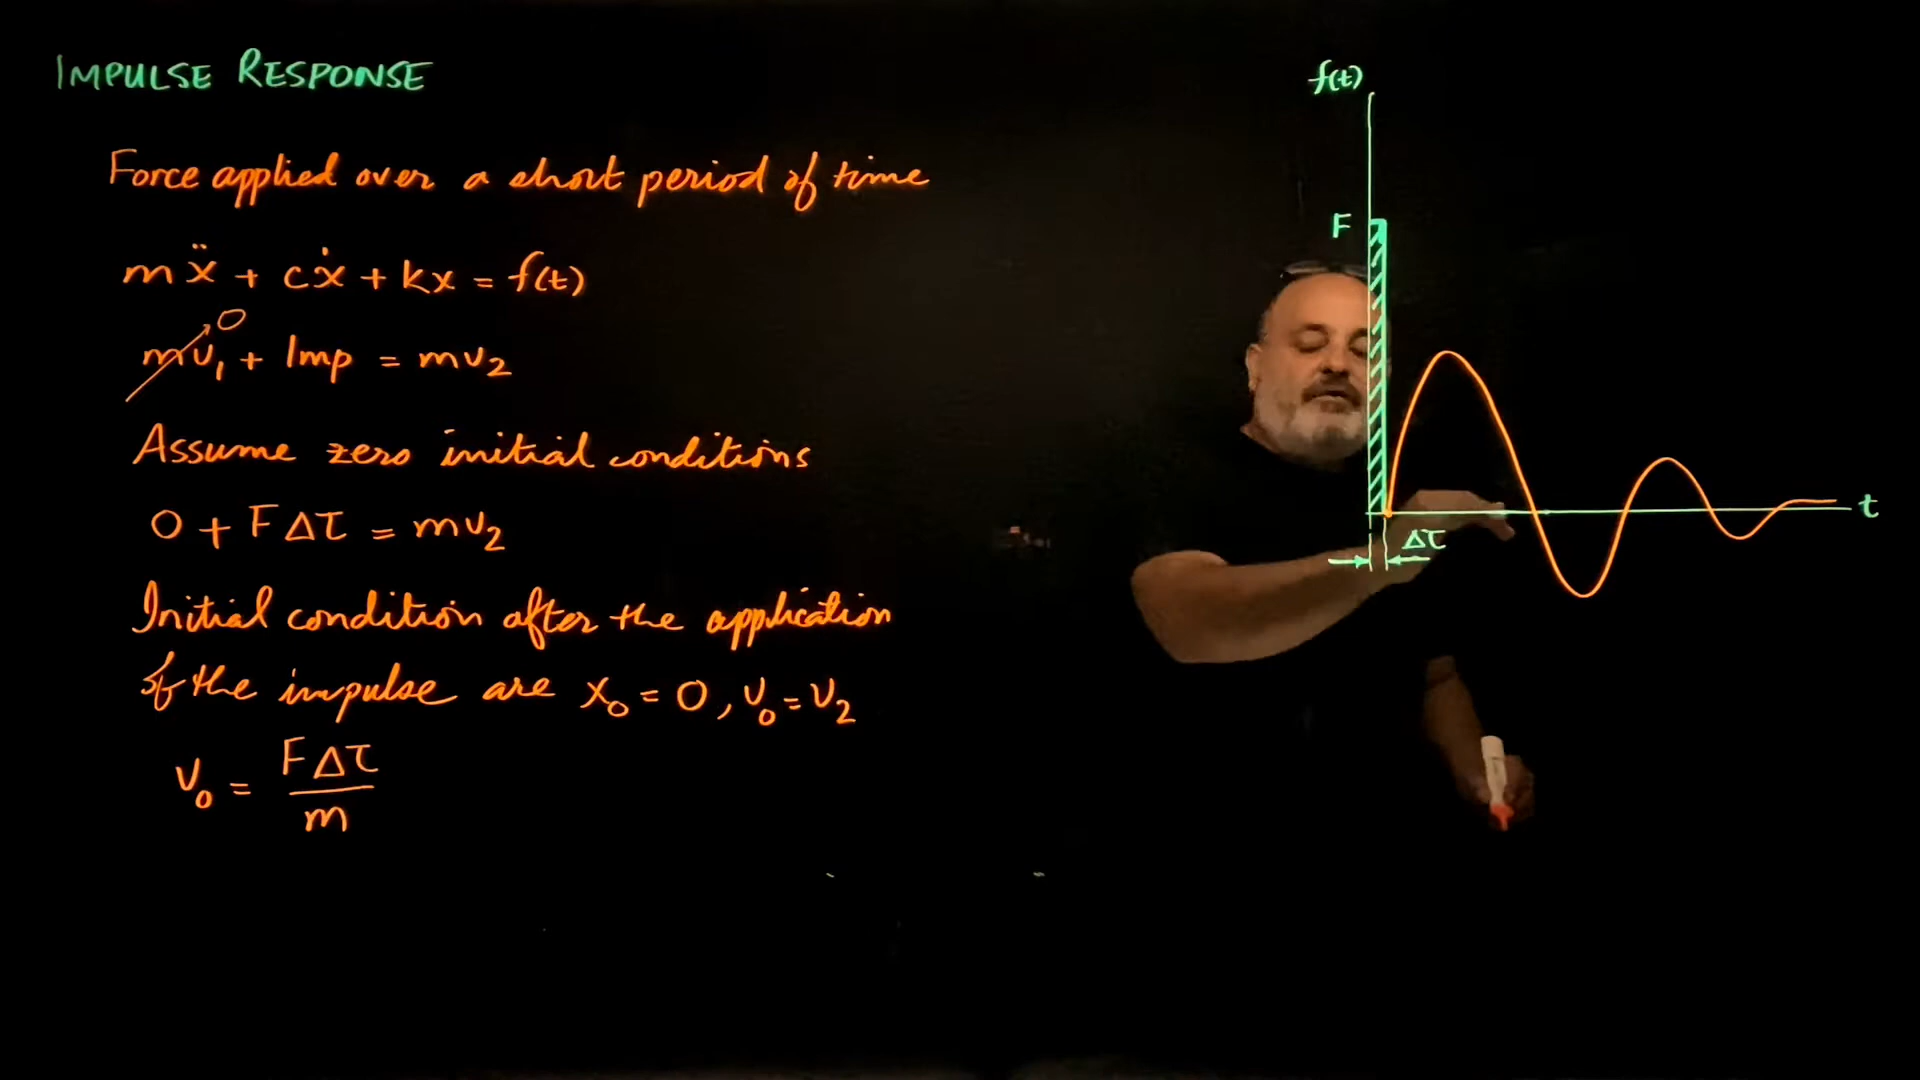 IMPULSE RESPONSE
Force applied over a short period of time
mẍ + cẋ + kx = f(t)
0
mv₁ + Imp = mv₂
Assume zero initial conditions
0 + FΔτ = mv₂
Initial condition after the application
of the impulse are x₀ = 0, v₀ = v₂
v₀ = FΔτ
m
f(t)
F
t
Δτ